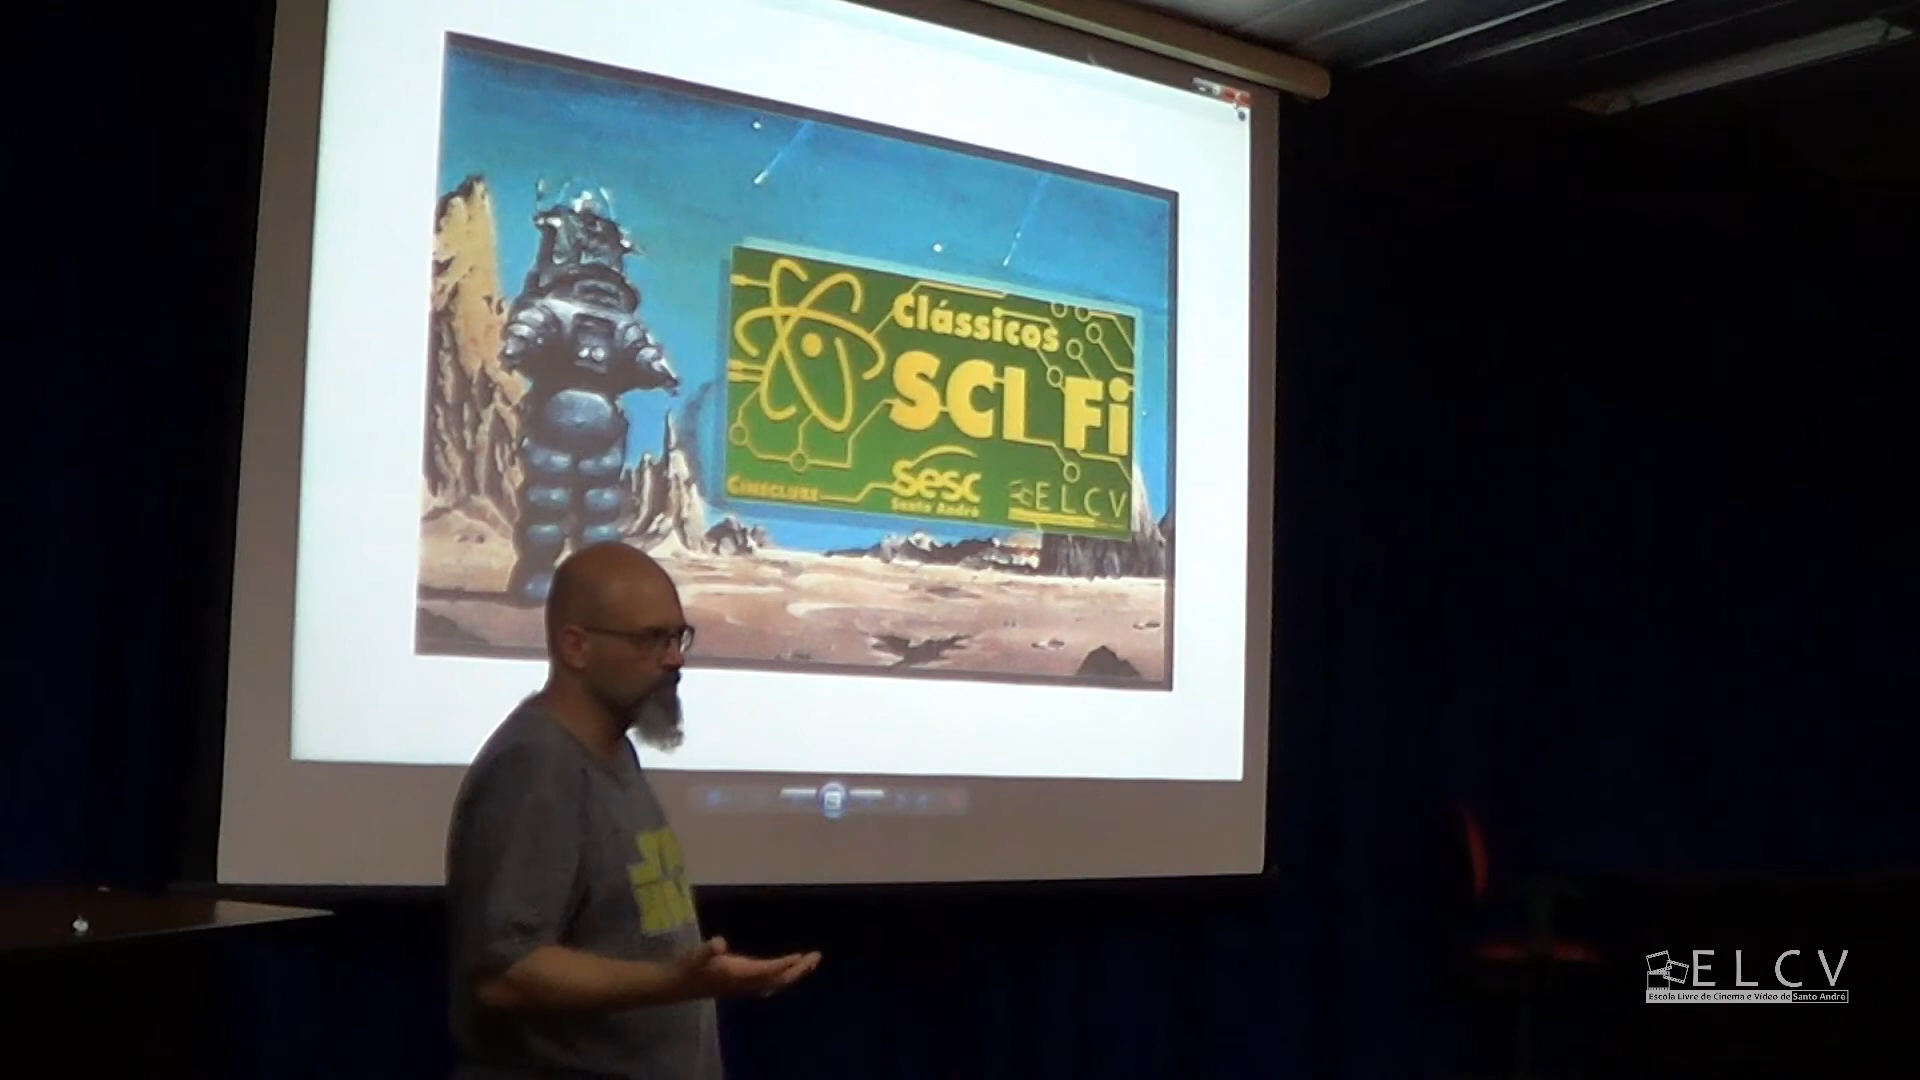 Clássicos
SCI Fi
CINECLUBE
Sesc
Santo André
ELCV
ELCV
Escola Livre de Cinema e Vídeo de Santo André